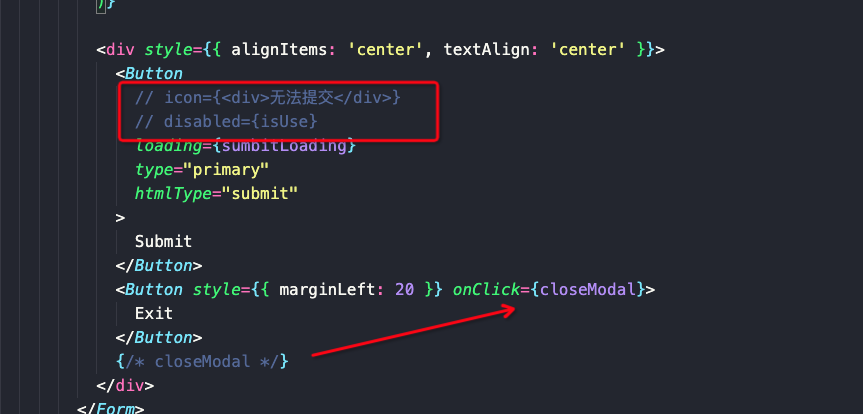 )}
<div style={{ alignItems: 'center', textAlign: 'center' }}>
<Button
// icon={<div>无法提交</div>}
// disabled={isUse}
loading={sumbitLoading}
type="primary"
htmlType="submit"
>
Submit
</Button>
<Button style={{ marginLeft: 20 }} onClick={closeModal}>
Exit
</Button>
{/* closeModal */}
</div>
</Form>